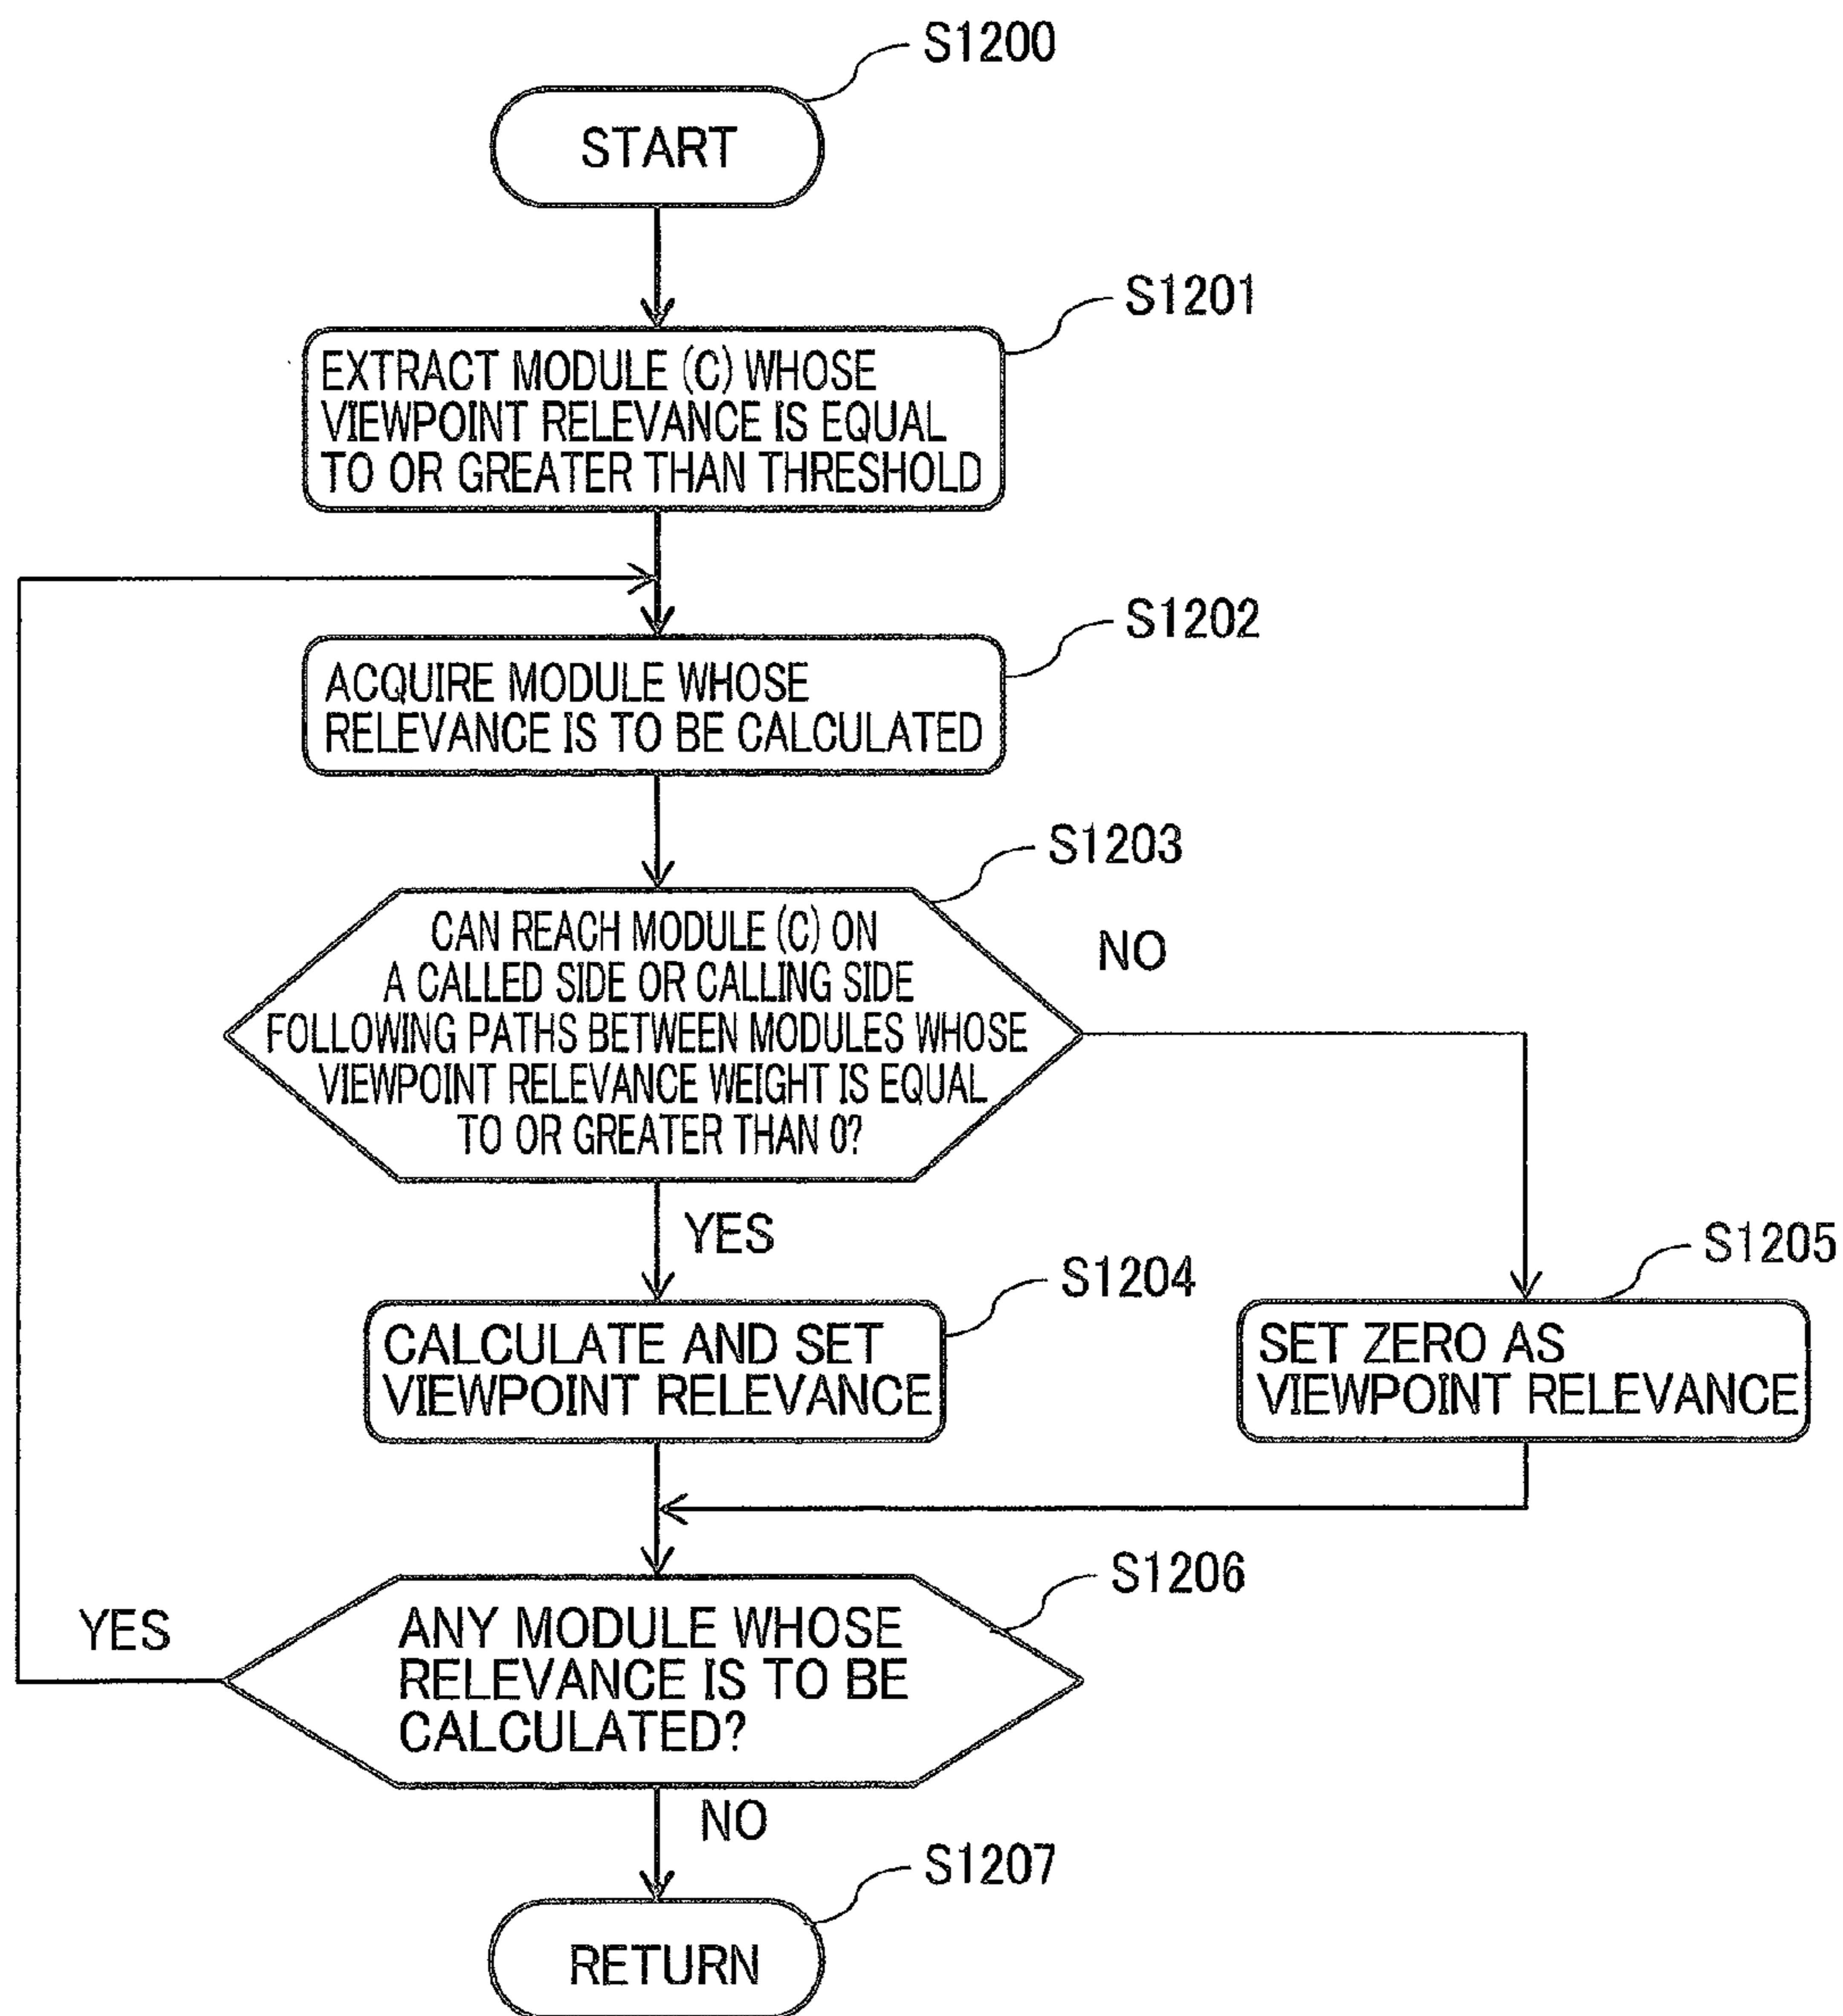 S1200
START
S1201
EXTRACT MODULE (C) WHOSE
VIEWPOINT RELEVANCE IS EQUAL
TO OR GREATER THAN THRESHOLD
S1202
ACQUIRE MODULE WHOSE
RELEVANCE IS TO BE CALCULATED
S1203
CAN REACH MODULE (C) ON
A CALLED SIDE OR CALLING SIDE
FOLLOWING PATHS BETWEEN MODULES WHOSE
VIEWPOINT RELEVANCE WEIGHT IS EQUAL
TO OR GREATER THAN 0?
NO
YES
S1204
CALCULATE AND SET
VIEWPOINT RELEVANCE
S1205
SET ZERO AS
VIEWPOINT RELEVANCE
S1206
ANY MODULE WHOSE
RELEVANCE IS TO BE
CALCULATED?
YES
NO
S1207
RETURN